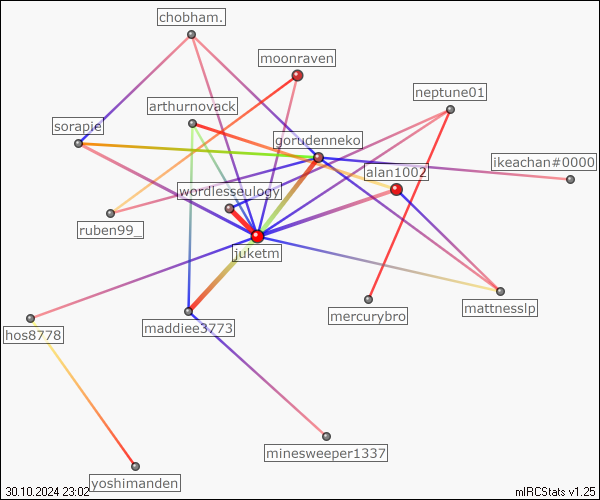 chobham.
moonraven
neptune01
arthurnovack
sorapie
gorudenneko
ikeachan#0000
alan1002
wordlesseulogy
ruben99_
juketm
mattnesslp
mercurybro
maddiee3773
hos8778
minesweeper1337
yoshimanden
30.10.2024 23:02
mIRCStats v1.25